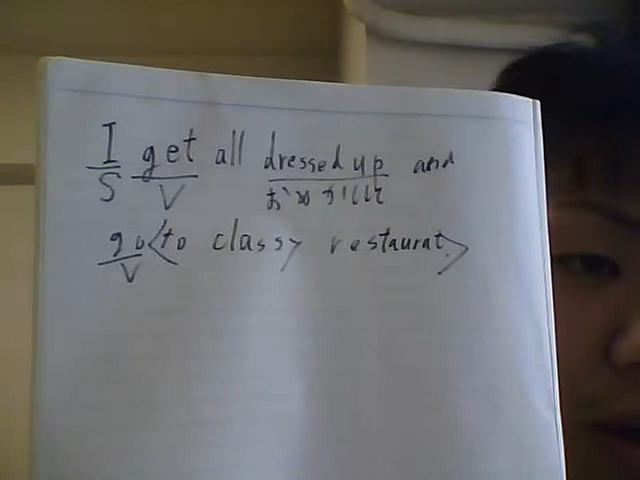 I get all dressed up and
S V おめかしして
go <to classy restaurat.>
V